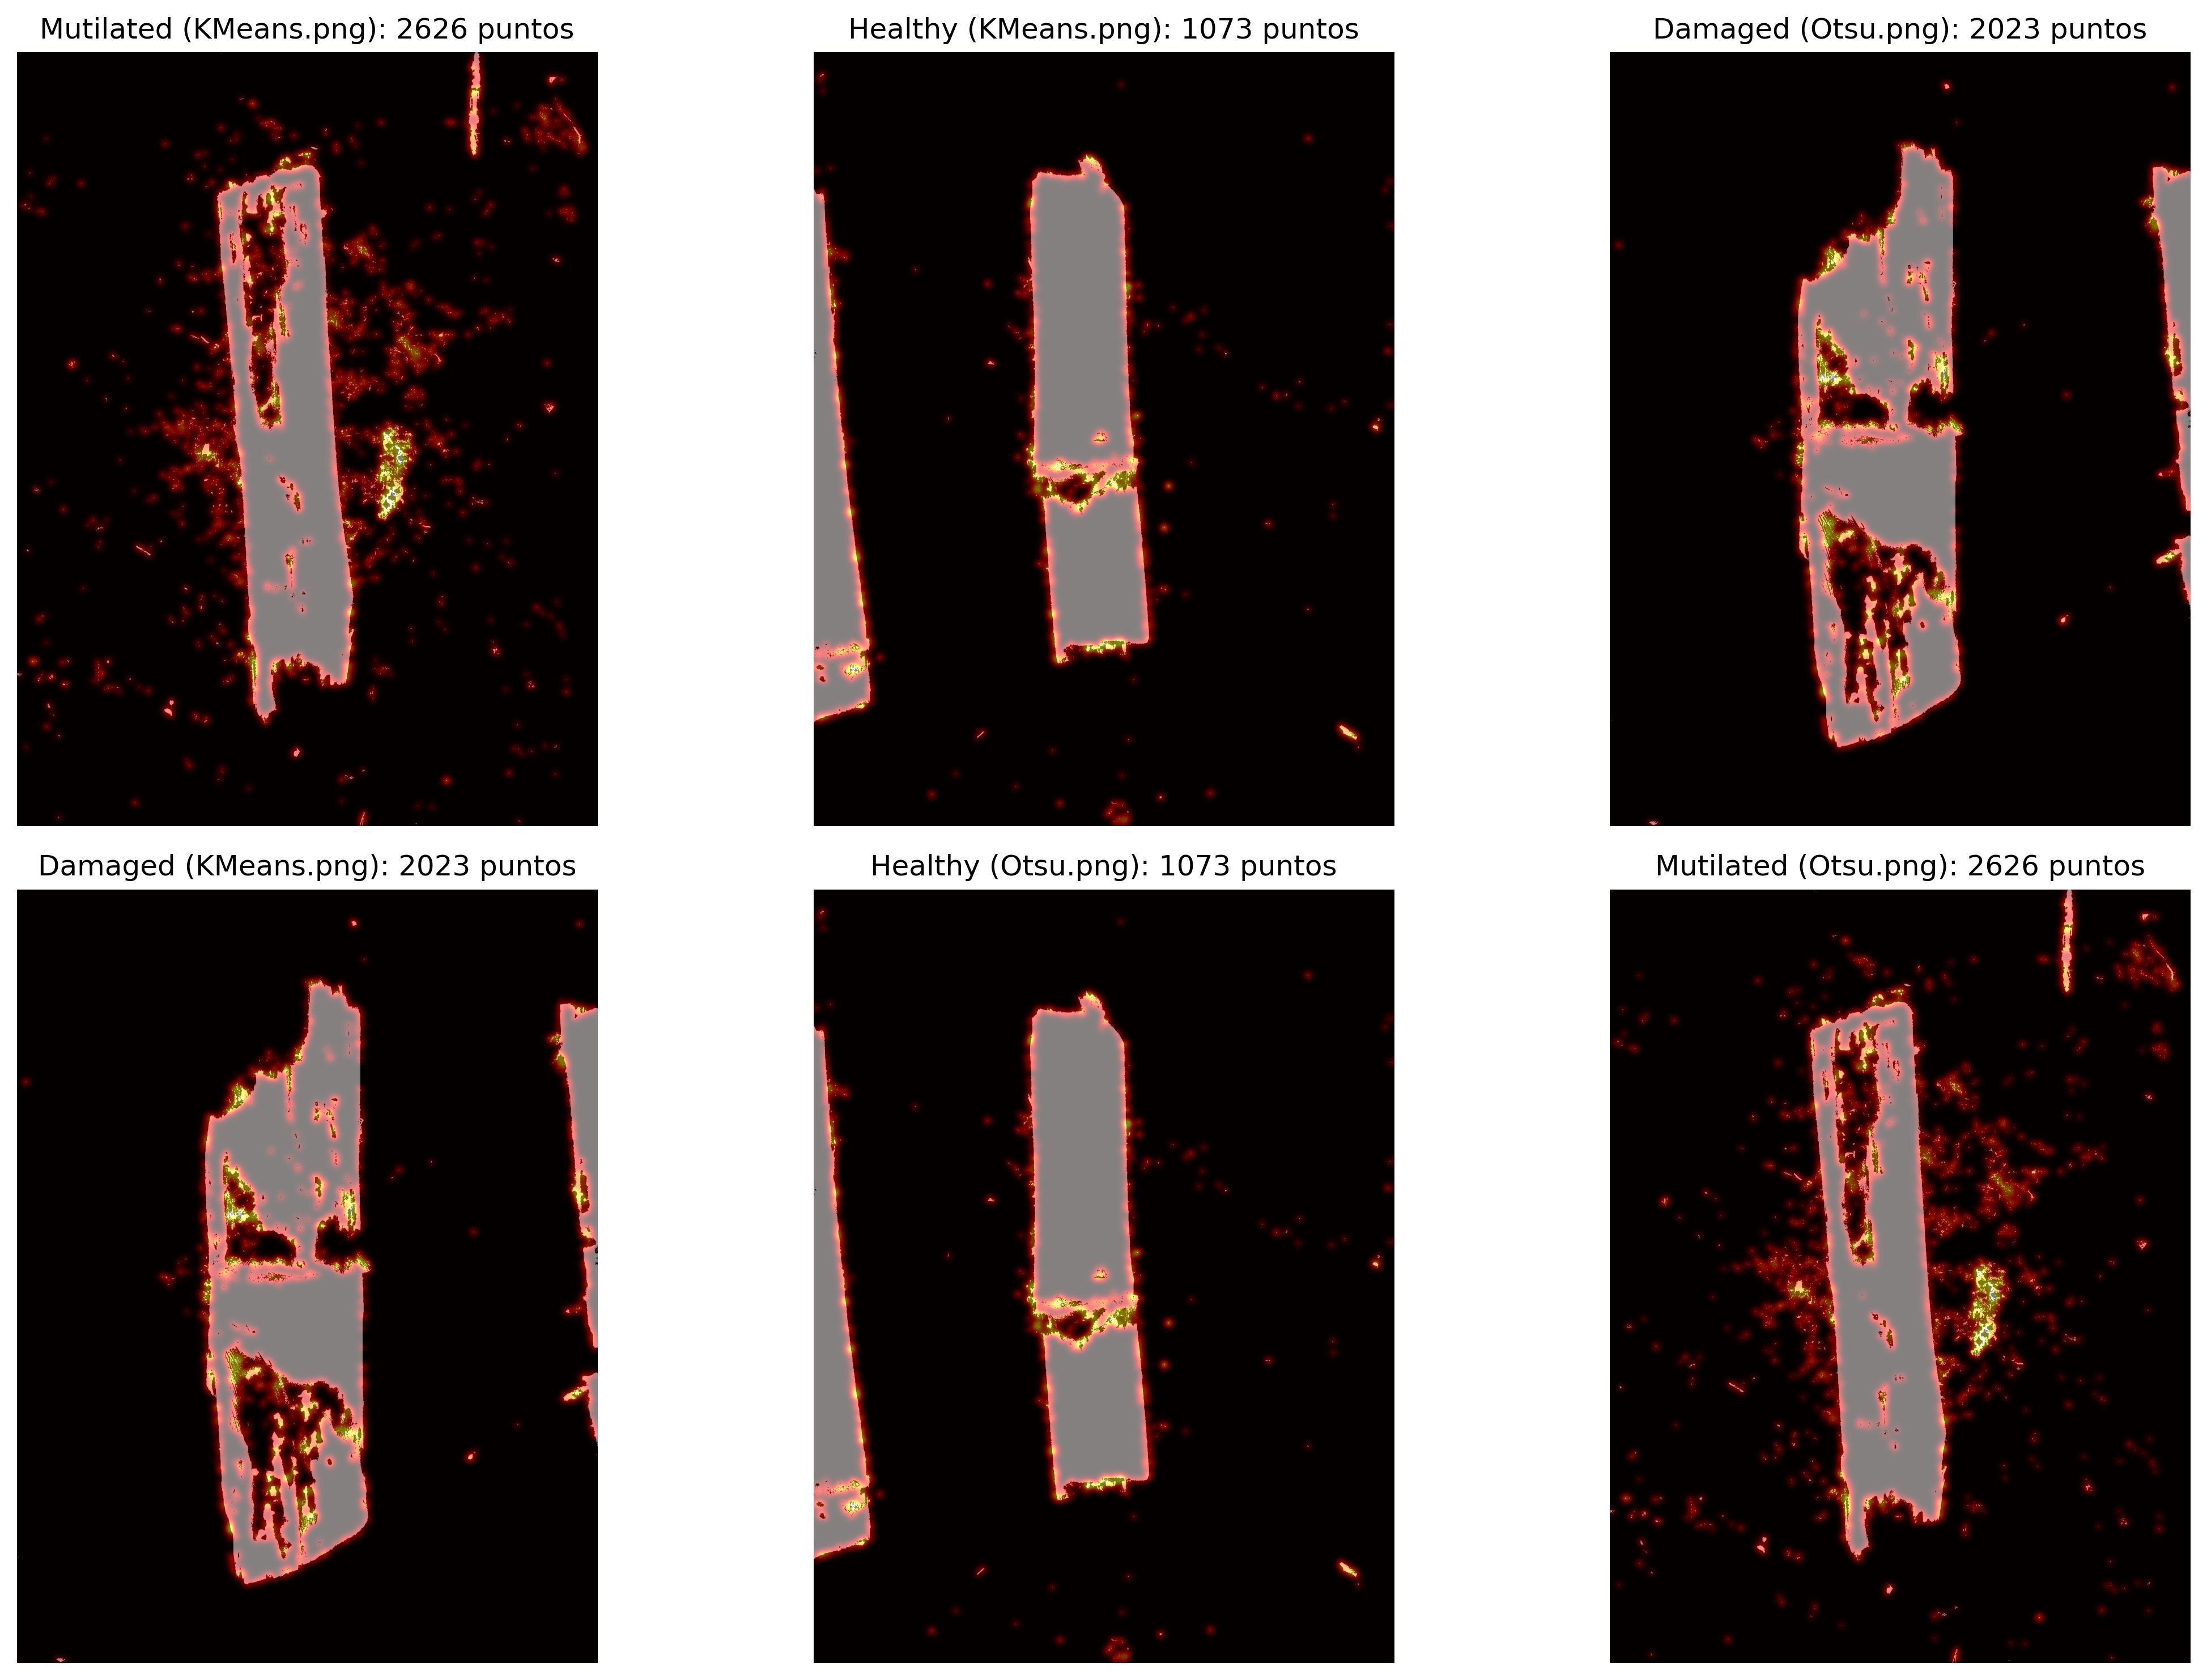 Mutilated (KMeans.png): 2626 puntos
Healthy (KMeans.png): 1073 puntos
Damaged (Otsu.png): 2023 puntos
Damaged (KMeans.png): 2023 puntos
Healthy (Otsu.png): 1073 puntos
Mutilated (Otsu.png): 2626 puntos